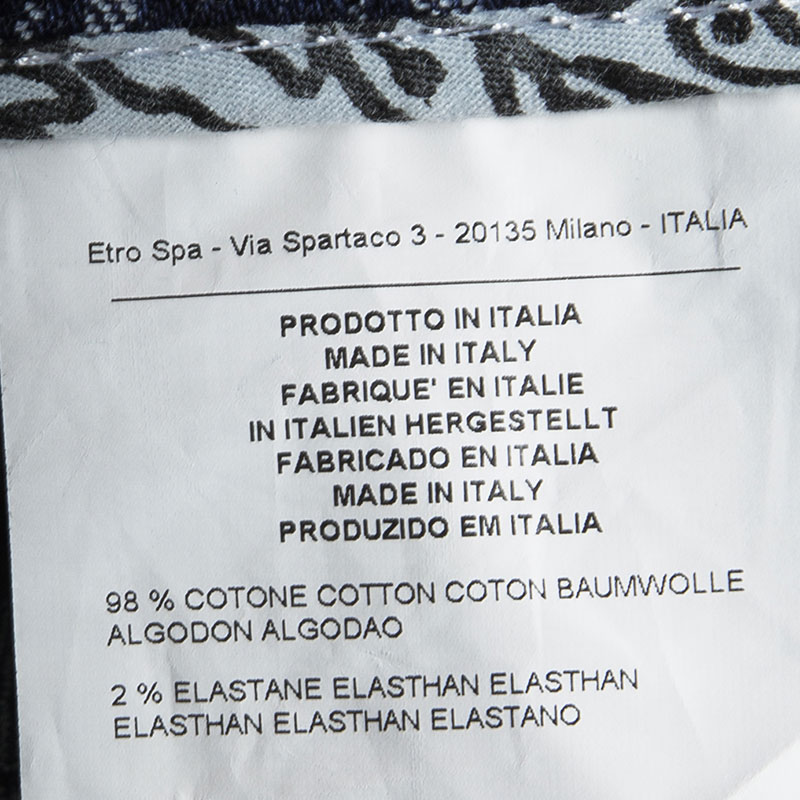 Etro Spa - Via Spartaco 3 - 20135 Milano - ITALIA
PRODOTTO IN ITALIA
MADE IN ITALY
FABRIQUE' EN ITALIE
IN ITALIEN HERGESTELLT
FABRICADO EN ITALIA
MADE IN ITALY
PRODUZIDO EM ITALIA
98 % COTONE COTTON COTON BAUMWOLLE
ALGODON ALGODAO
2 % ELASTANE ELASTHAN ELASTHAN
ELASTHAN ELASTHAN ELASTANO